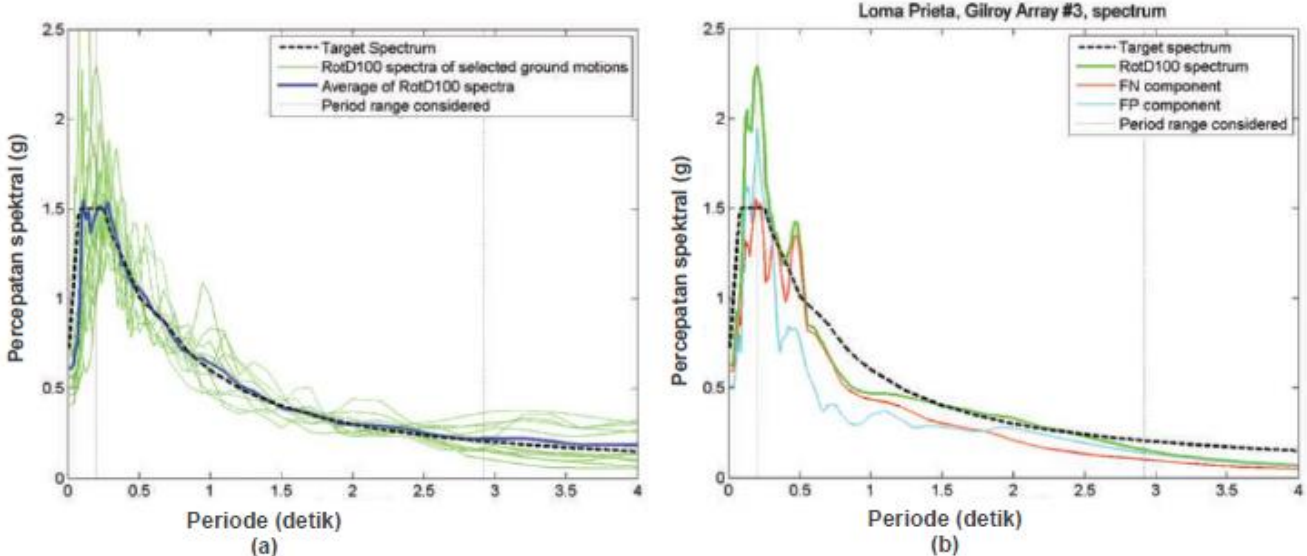 2.5
2
1.5
1
0.5
0
Percepatan spektral (g)
Target Spectrum
RotD100 spectra of selected ground motions
Average of RotD100 spectra
Period range considered
0 0.5 1 1.5 2 2.5 3 3.5 4
Periode (detik)
(a)
Loma Prieta, Gilroy Array #3, spectrum
2.5
2
1.5
1
0.5
0
Percepatan spektral (g)
Target spectrum
RotD100 spectrum
FN component
FP component
Period range considered
0 0.5 1 1.5 2 2.5 3 3.5 4
Periode (detik)
(b)